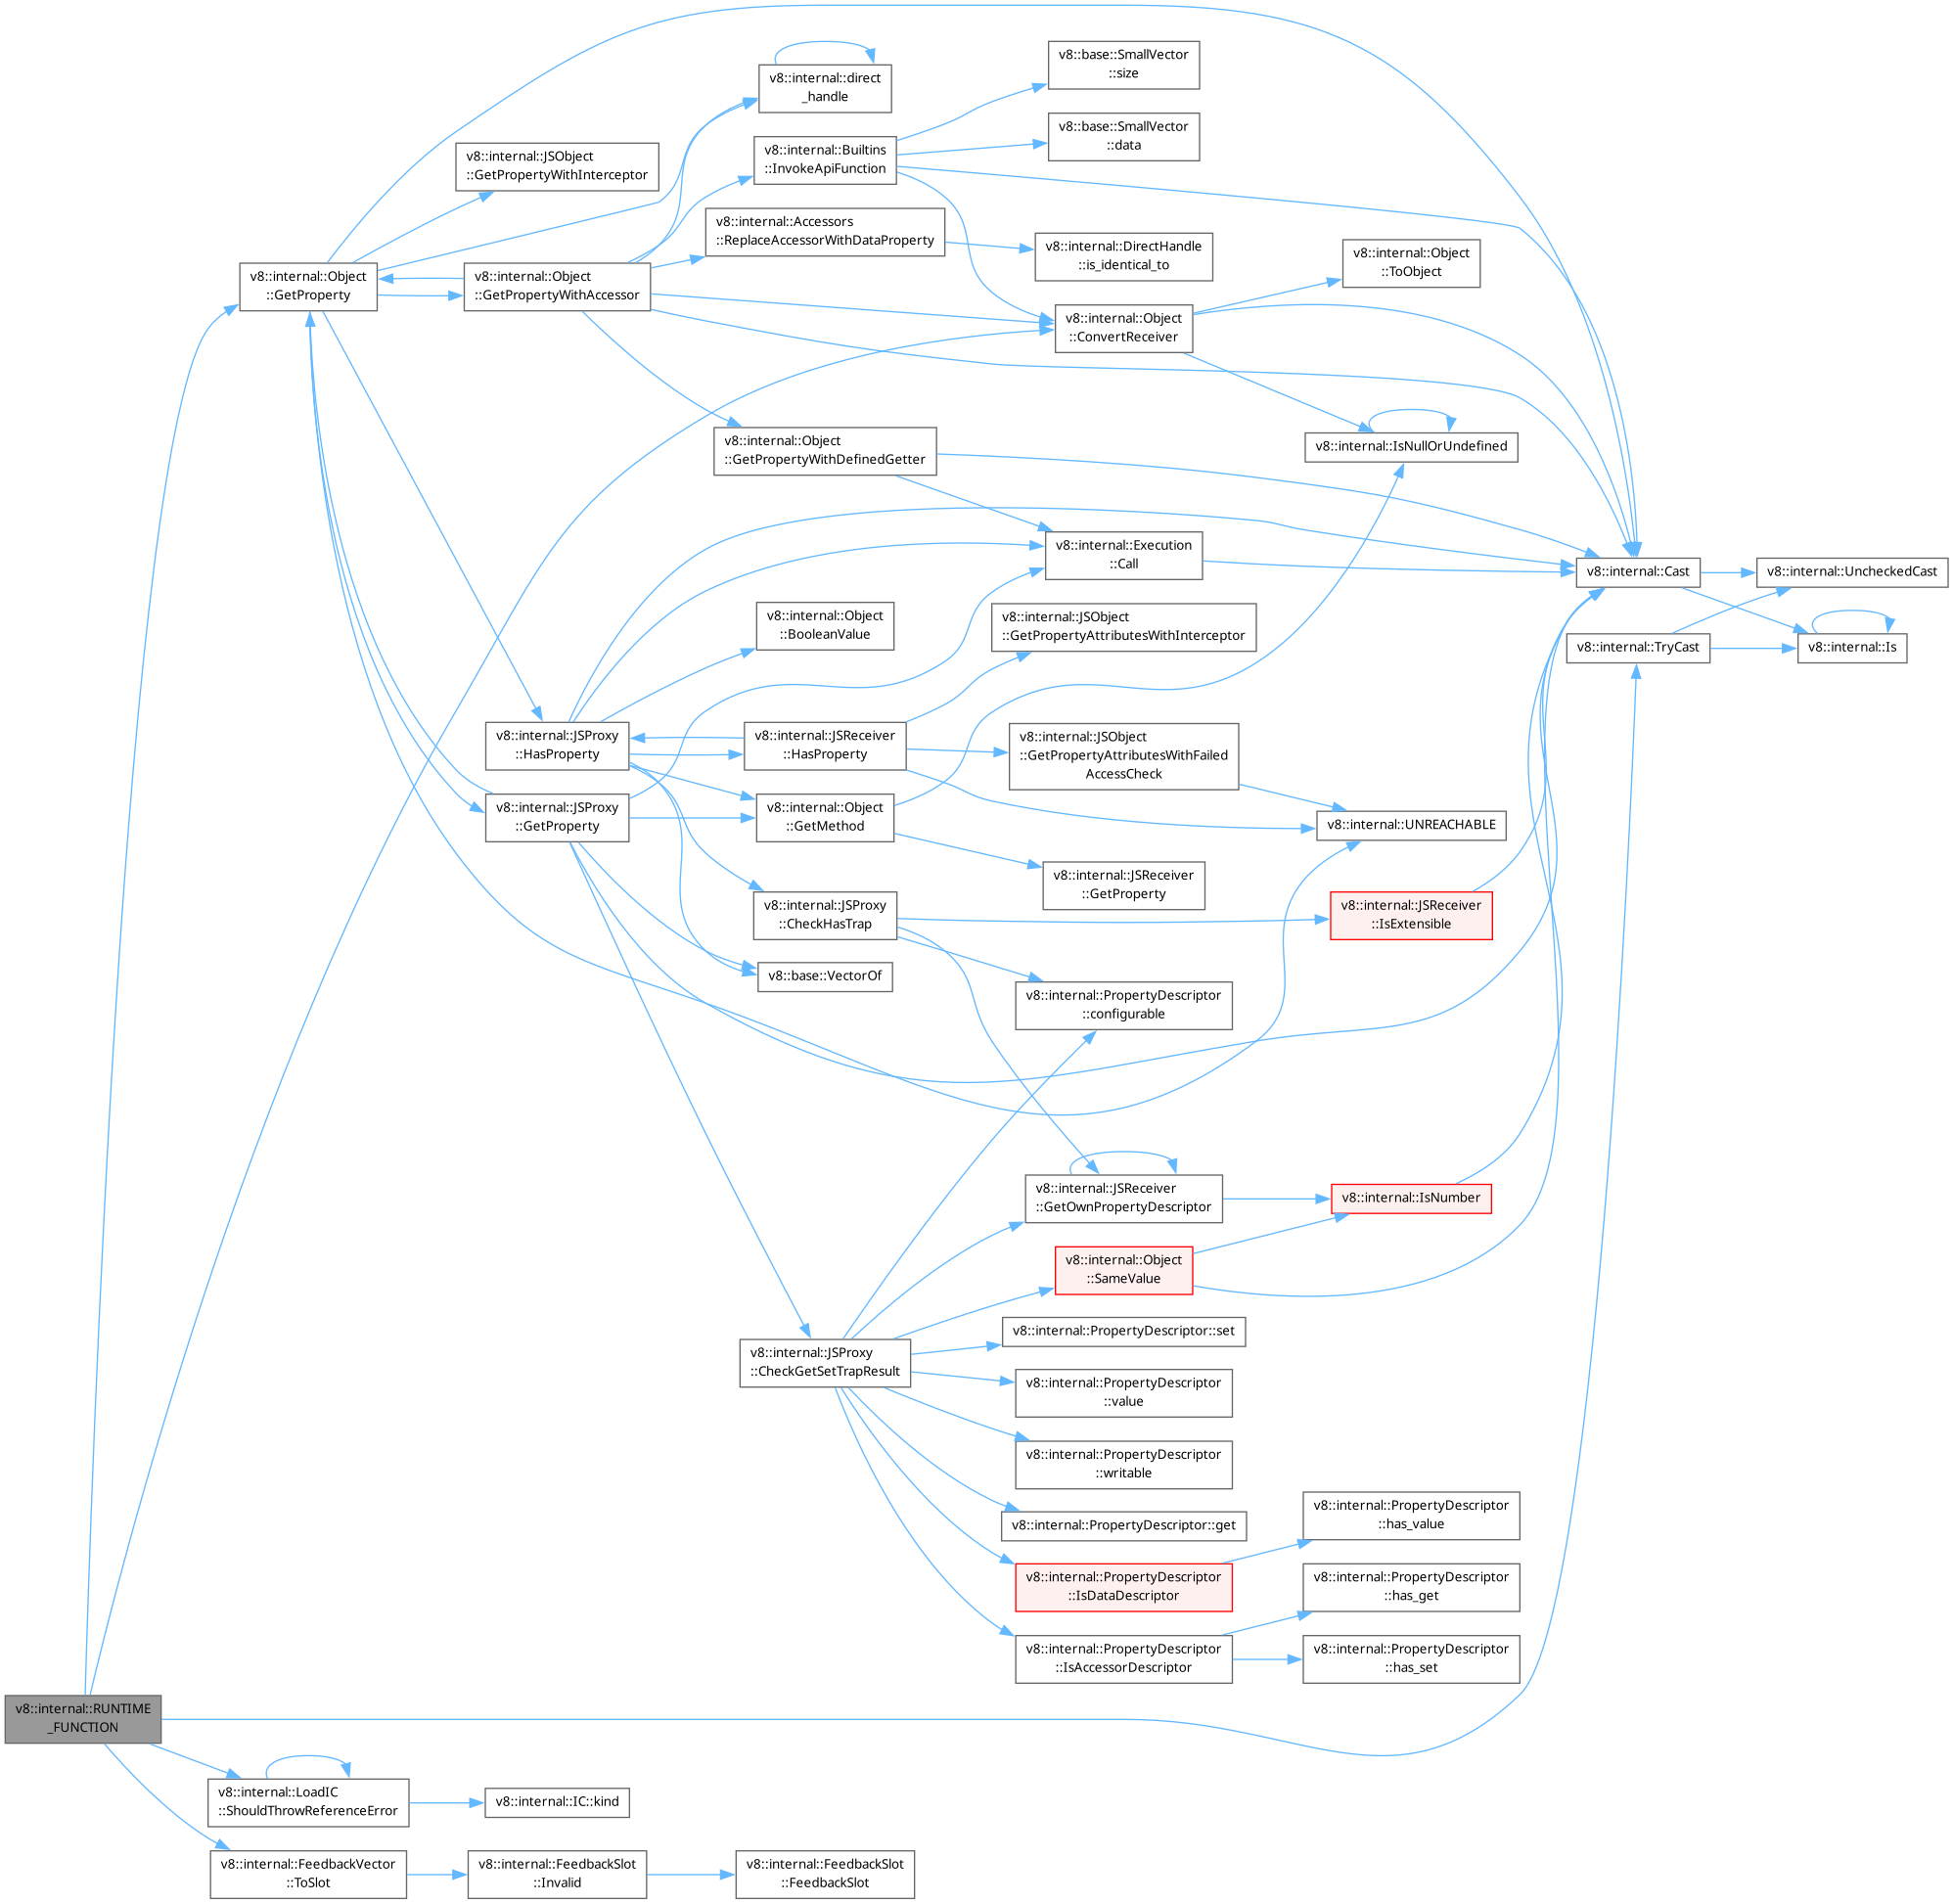 v8::base::SmallVector
::size
v8::internal::direct
_handle
v8::base::SmallVector
::data
v8::internal::Builtins
::InvokeApiFunction
v8::internal::JSObject
::GetPropertyWithInterceptor
v8::internal::Accessors
::ReplaceAccessorWithDataProperty
v8::internal::DirectHandle
::is_identical_to
v8::internal::Object
::ToObject
v8::internal::Object
::GetProperty
v8::internal::Object
::GetPropertyWithAccessor
v8::internal::Object
::ConvertReceiver
v8::internal::Object
::GetPropertyWithDefinedGetter
v8::internal::IsNullOrUndefined
v8::internal::Execution
::Call
v8::internal::Cast
v8::internal::UncheckedCast
v8::internal::Object
::BooleanValue
v8::internal::JSObject
::GetPropertyAttributesWithInterceptor
v8::internal::TryCast
v8::internal::Is
v8::internal::JSProxy
::HasProperty
v8::internal::JSReceiver
::HasProperty
v8::internal::JSObject
::GetPropertyAttributesWithFailed
AccessCheck
v8::internal::JSProxy
::GetProperty
v8::internal::Object
::GetMethod
v8::internal::UNREACHABLE
v8::internal::JSReceiver
::GetProperty
v8::internal::JSProxy
::CheckHasTrap
v8::internal::JSReceiver
::IsExtensible
v8::base::VectorOf
v8::internal::PropertyDescriptor
::configurable
v8::internal::JSReceiver
::GetOwnPropertyDescriptor
v8::internal::IsNumber
v8::internal::Object
::SameValue
v8::internal::PropertyDescriptor::set
v8::internal::JSProxy
::CheckGetSetTrapResult
v8::internal::PropertyDescriptor
::value
v8::internal::PropertyDescriptor
::writable
v8::internal::PropertyDescriptor::get
v8::internal::PropertyDescriptor
::has_value
v8::internal::PropertyDescriptor
::IsDataDescriptor
v8::internal::PropertyDescriptor
::has_get
v8::internal::PropertyDescriptor
::IsAccessorDescriptor
v8::internal::PropertyDescriptor
::has_set
v8::internal::RUNTIME
_FUNCTION
v8::internal::LoadIC
::ShouldThrowReferenceError
v8::internal::IC::kind
v8::internal::FeedbackVector
::ToSlot
v8::internal::FeedbackSlot
::Invalid
v8::internal::FeedbackSlot
::FeedbackSlot